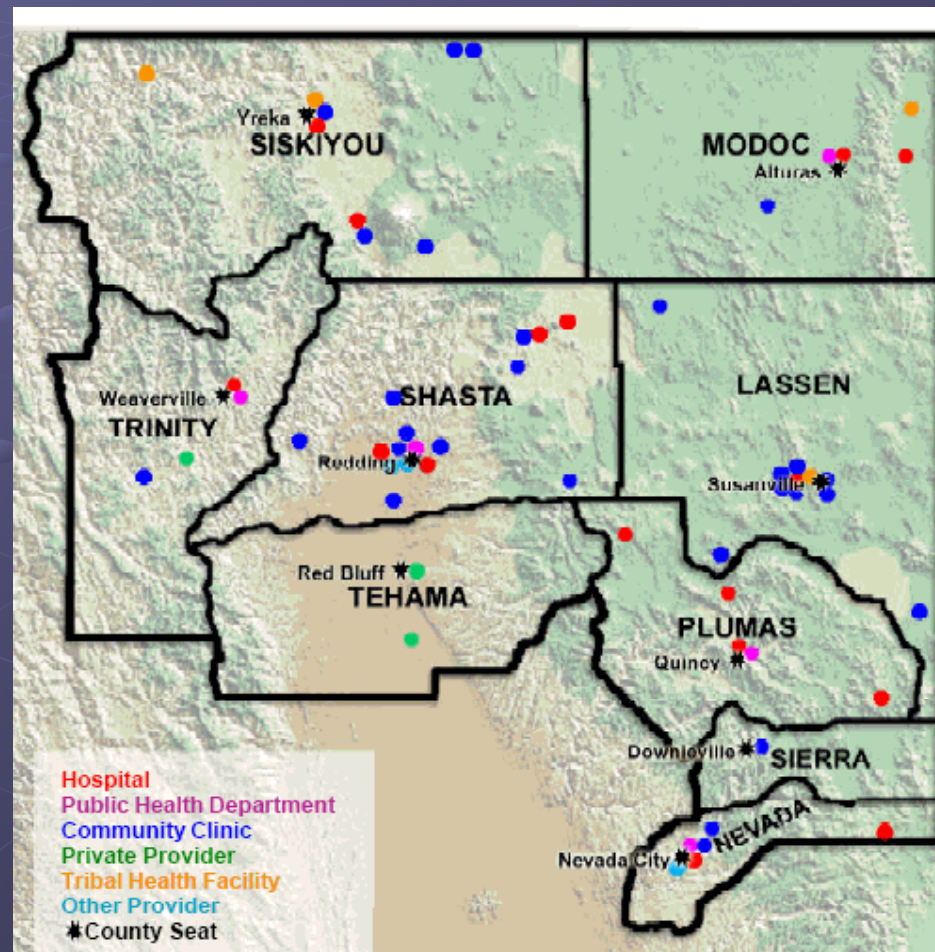 Yreka
SISKIYOU
MODOC
Alturas
LASSEN
SHASTA
Weaverville
TRINITY
Redding
Susanville
Red Bluff
TEHAMA
PLUMAS
Quincy
Downieville
SIERRA
NEVADA
Nevada City
Hospital
Public Health Department
Community Clinic
Private Provider
Tribal Health Facility
Other Provider
County Seat